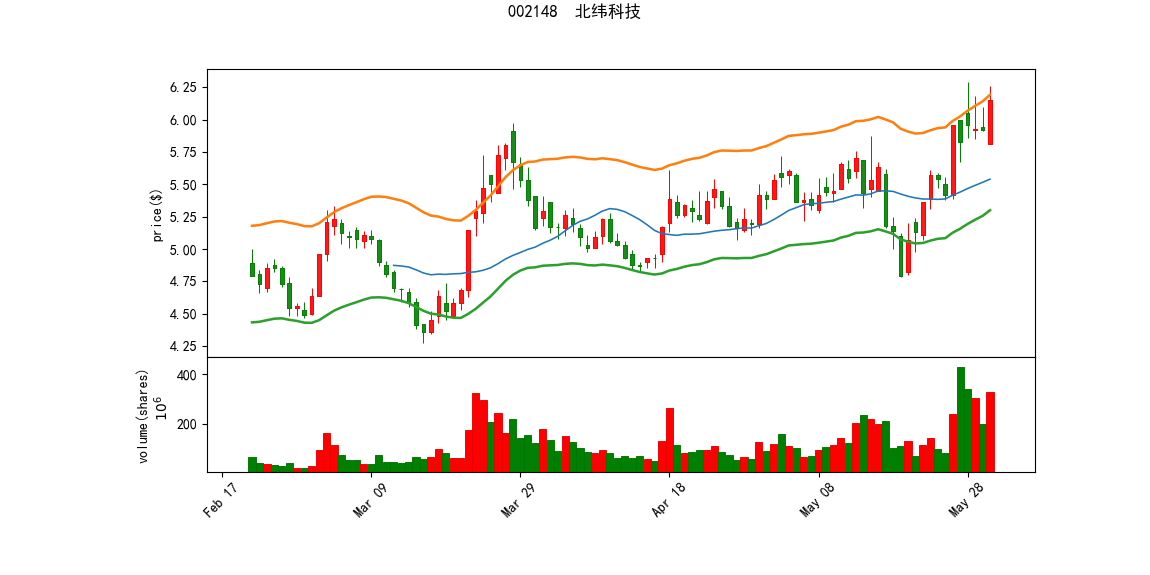 002148 北纬科技
price($)
6.25
6.00
5.75
5.50
5.25
5.00
4.75
4.50
4.25
volume(shares)
10^6
400
200
Feb 17
Mar 09
Mar 29
Apr 18
May 08
May 28